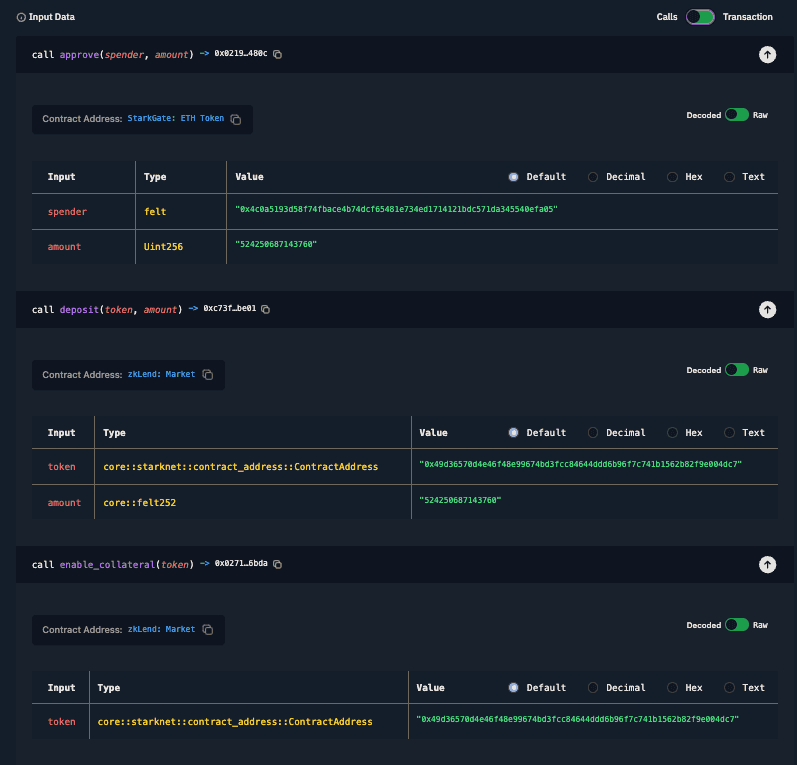 Input Data
Calls Transaction
call approve(spender, amount) -> 0x0219…480c
Contract Address: StarkGate: ETH Token
Decoded Raw
Input Type Value Default Decimal Hex Text
spender felt "0x4c0a5193d58f74fbace4b74dcf65481e734ed1714121bdc571da345540efa05"
amount Uint256 "524250687143760"
call deposit(token, amount) -> 0xc73f…be01
Contract Address: zkLend: Market
Decoded Raw
Input Type Value Default Decimal Hex Text
token core::starknet::contract_address::ContractAddress "0x49d36570d4e46f48e99674bd3fcc84644ddd6b96f7c741b1562b82f9e004dc7"
amount core::felt252 "524250687143760"
call enable_collateral(token) -> 0x0271…6bda
Contract Address: zkLend: Market
Decoded Raw
Input Type Value Default Decimal Hex Text
token core::starknet::contract_address::ContractAddress "0x49d36570d4e46f48e99674bd3fcc84644ddd6b96f7c741b1562b82f9e004dc7"